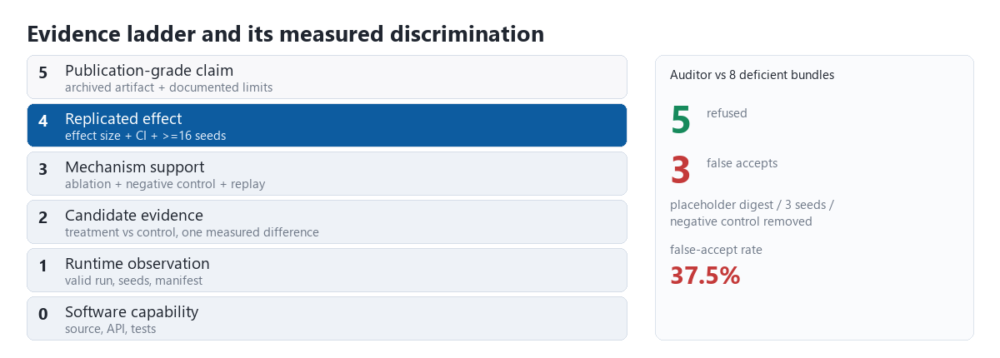 Evidence ladder and its measured discrimination
5 Publication-grade claim
archived artifact + documented limits
4 Replicated effect
effect size + CI + >=16 seeds
3 Mechanism support
ablation + negative control + replay
2 Candidate evidence
treatment vs control, one measured difference
1 Runtime observation
valid run, seeds, manifest
0 Software capability
source, API, tests
Auditor vs 8 deficient bundles
5 refused
3 false accepts
placeholder digest / 3 seeds /
negative control removed
false-accept rate
37.5%